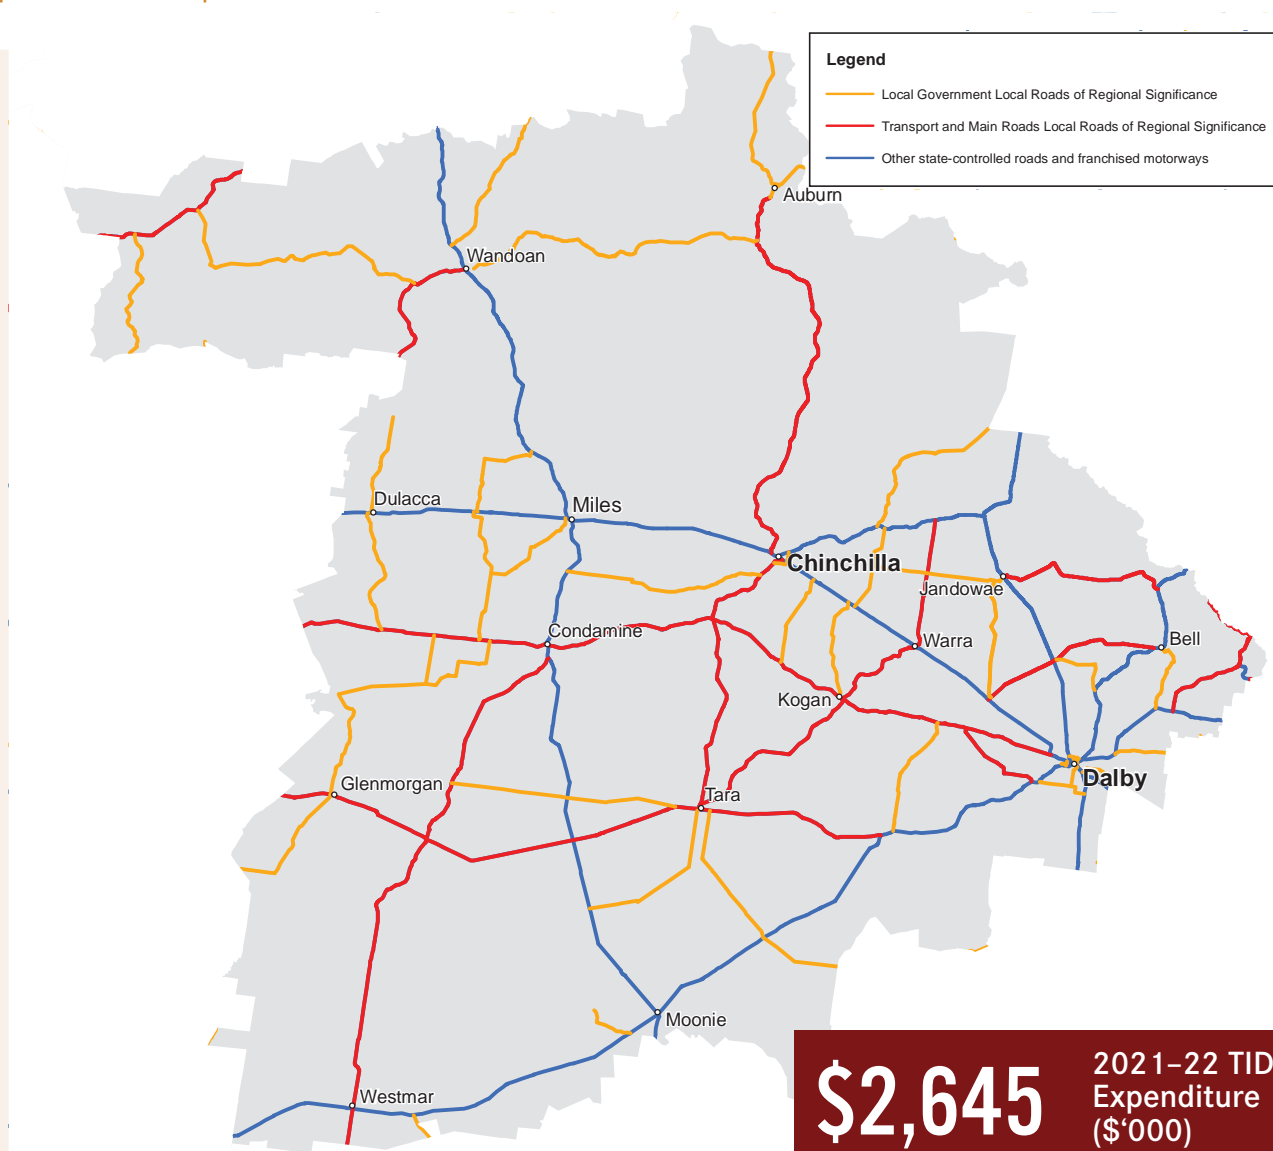 Legend
Local Government Local Roads of Regional Significance
Transport and Main Roads Local Roads of Regional Significance
Other state-controlled roads and franchised motorways
Auburn
Wandoan
Dulacca
Miles
Chinchilla
Jandowae
Condamine
Warra
Bell
Kogan
Dalby
Glenmorgan
Tara
Moonie
Westmar
$2,645
2021–22 TID
Expenditure
($‘000)